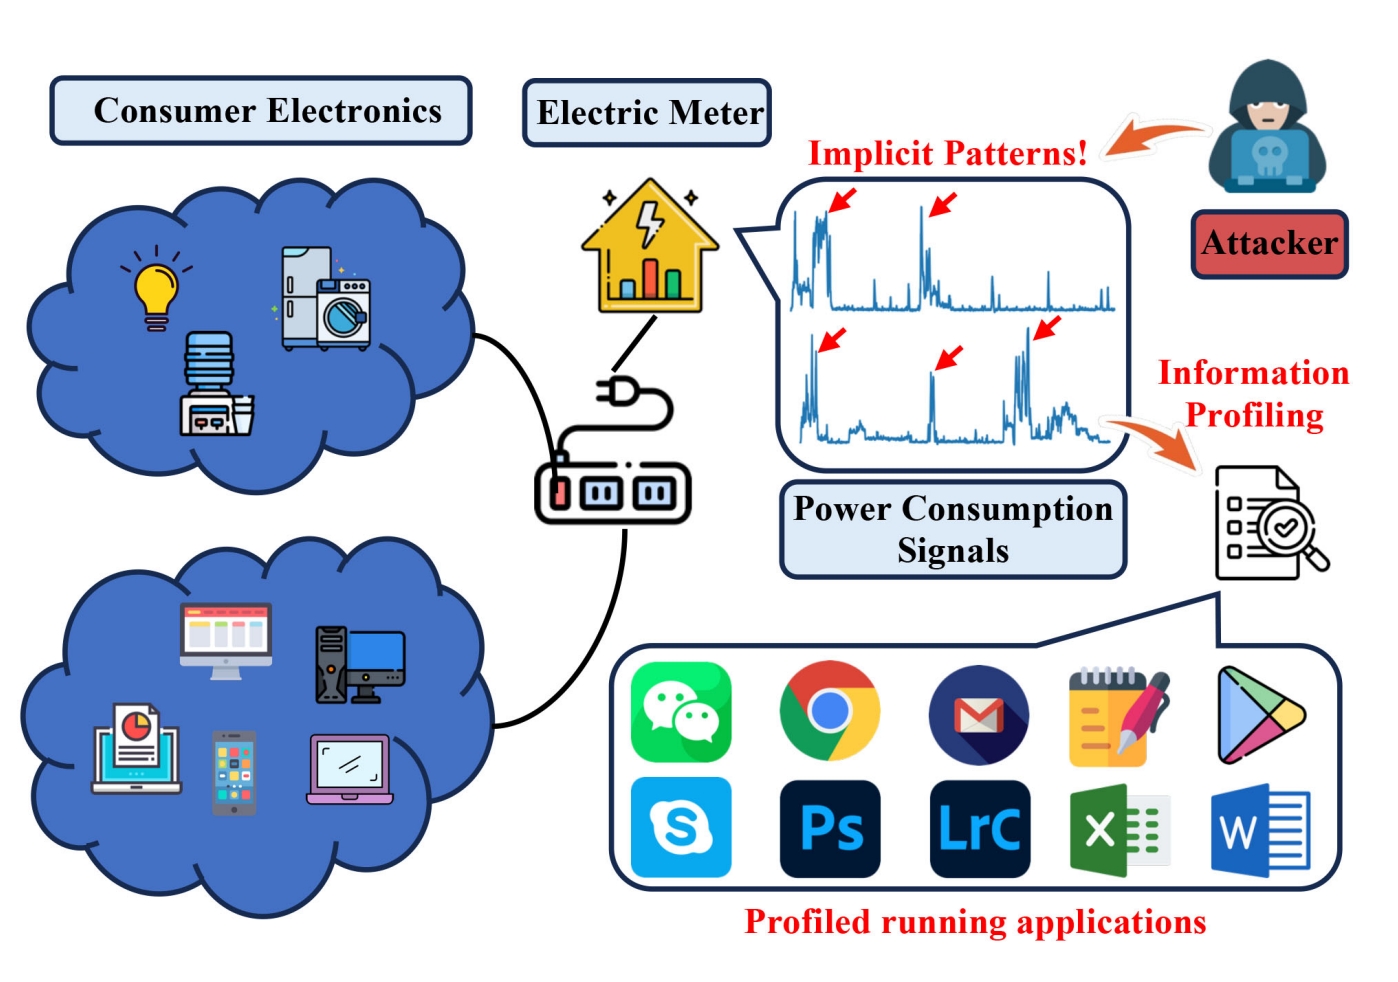 Consumer Electronics
Electric Meter
Implicit Patterns!
Attacker
Information
Profiling
Power Consumption
Signals
S
Ps
LrC
X
W
Profiled running applications